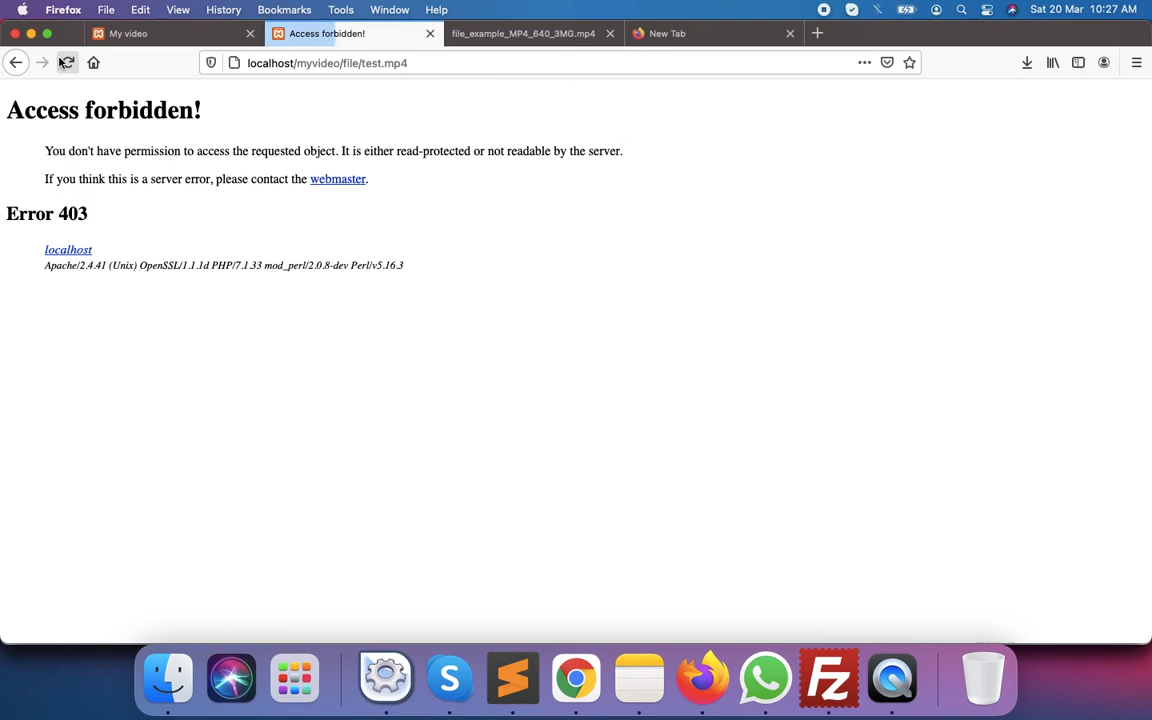 Firefox File Edit View History Bookmarks Tools Window Help Sat 20 Mar 10:27 AM
My video Access forbidden! file_example_MP4_640_3MG.mp4 New Tab
localhost/myvideo/file/test.mp4
Access forbidden!
You don't have permission to access the requested object. It is either read-protected or not readable by the server.
If you think this is a server error, please contact the webmaster.
Error 403
localhost
Apache/2.4.41 (Unix) OpenSSL/1.1.1d PHP/7.1.33 mod_perl/2.0.8-dev Perl/v5.16.3
S
Fz